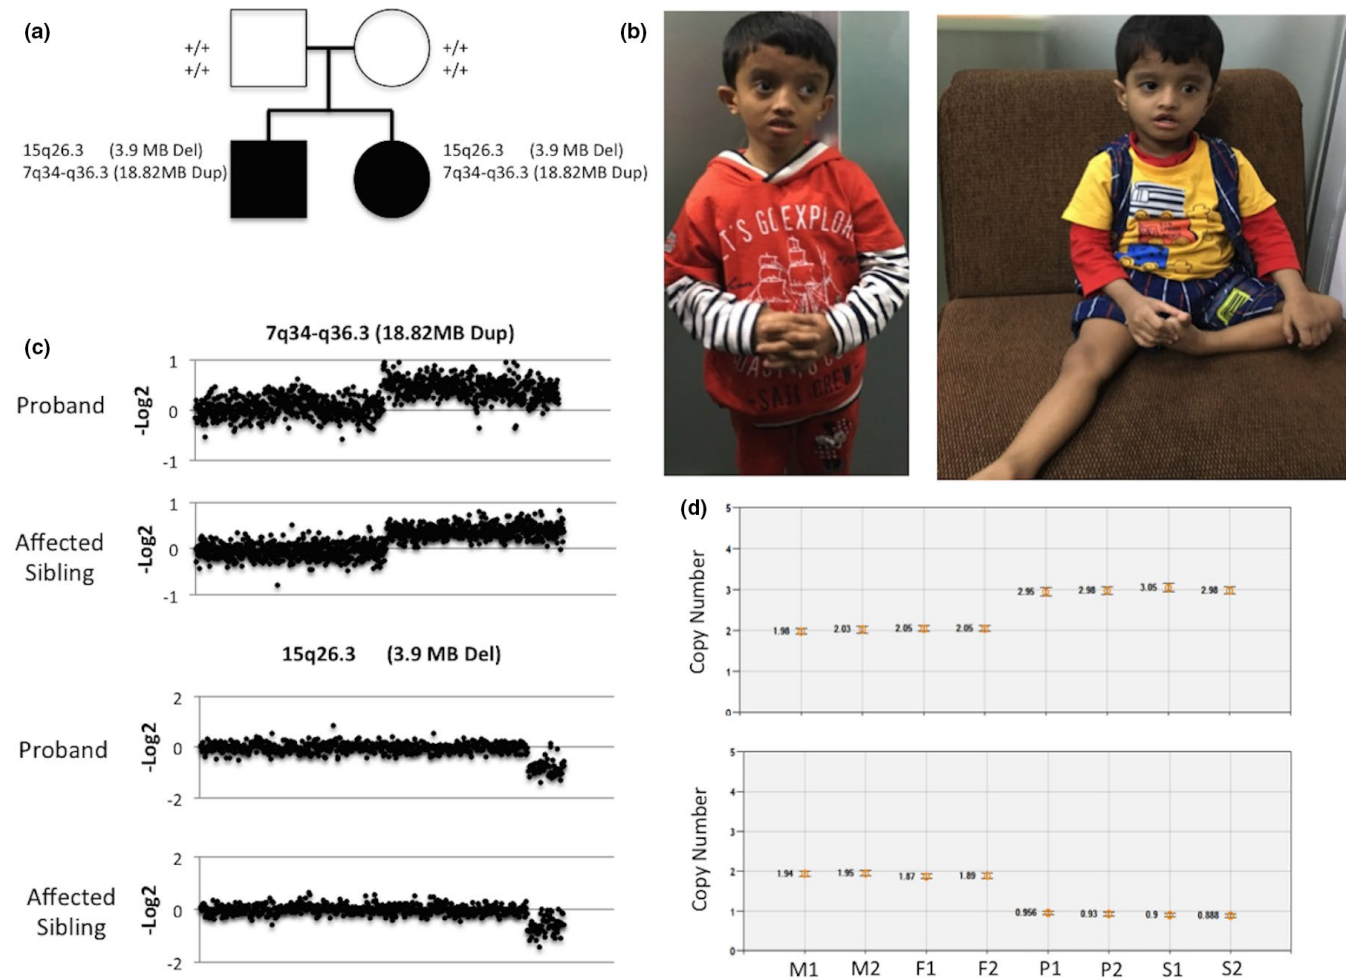 (a)
+/+
+/+
+/+
+/+
15q26.3 (3.9 MB Del)
7q34-q36.3 (18.82MB Dup)
15q26.3 (3.9 MB Del)
7q34-q36.3 (18.82MB Dup)
(b)
GO EXPLOR
SAIL CREW
(c)
7q34-q36.3 (18.82MB Dup)
Proband
-Log2
1
0
-1
Affected
Sibling
-Log2
1
0
-1
15q26.3 (3.9 MB Del)
Proband
-Log2
2
0
-2
Affected
Sibling
-Log2
2
0
-2
(d)
Copy Number
5
4
3
2
1
0
1.98
2.03
2.05
2.05
2.95
2.98
3.05
2.98
Copy Number
5
4
3
2
1
0
1.94
1.95
1.87
1.89
0.956
0.93
0.9
0.888
M1 M2 F1 F2 P1 P2 S1 S2